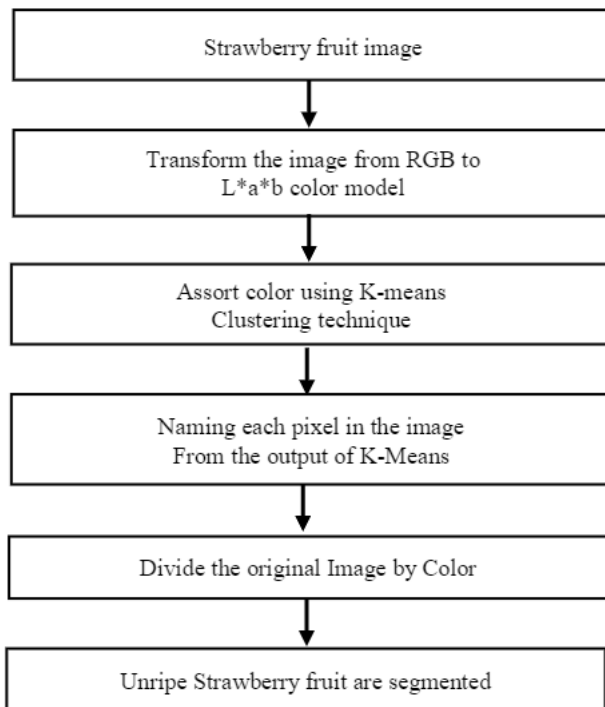 Strawberry fruit image
Transform the image from RGB to
L*a*b color model
Assort color using K-means
Clustering technique
Naming each pixel in the image
From the output of K-Means
Divide the original Image by Color
Unripe Strawberry fruit are segmented